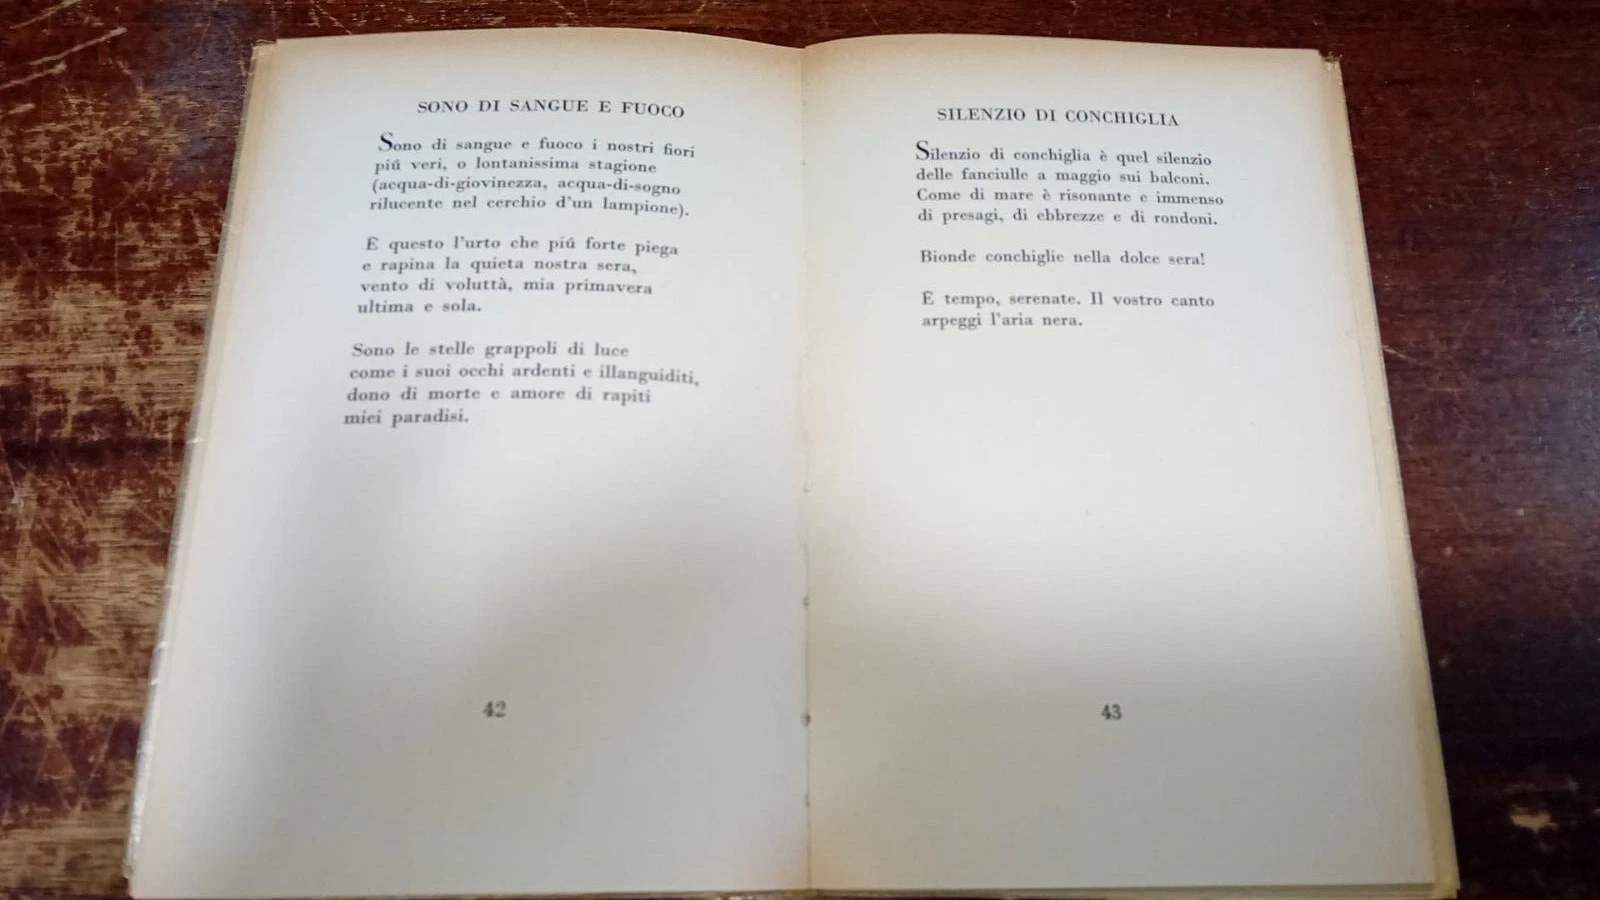 SONO DI SANGUE E FUOCO
Sono di sangue e fuoco i nostri fiori
piú veri, o lontanissima stagione
(acqua-di-giovinezza, acqua-di-sogno
rilucente nel cerchio d'un lampione).
È questo l'urto che piú forte piega
e rapina la quieta nostra sera,
vento di voluttà, mia primavera
ultima e sola.
Sono le stelle grappoli di luce
come i suoi occhi ardenti e illanguiditi,
dono di morte e amore di rapiti
miei paradisi.
42
SILENZIO DI CONCHIGLIA
Silenzio di conchiglia è quel silenzio
delle fanciulle a maggio sui balconi.
Come di mare è risonante e immenso
di presagi, di ebbrezze e di rondoni.
Bionde conchiglie nella dolce sera!
È tempo, serenate. Il vostro canto
arpeggi l'aria nera.
43